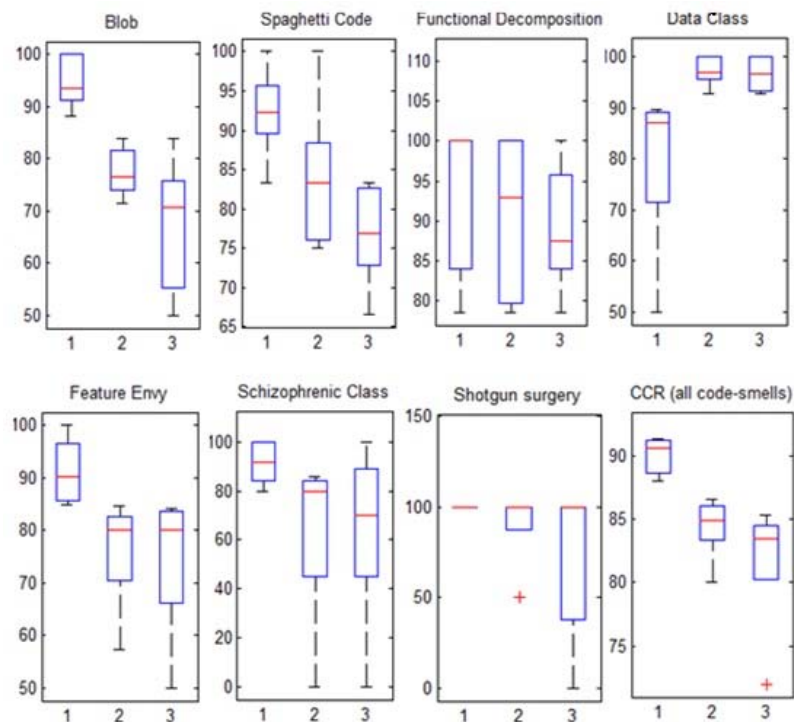 Blob
Spaghetti Code
Functional Decomposition
Data Class
100
90
80
70
60
50
1 2 3
100
95
90
85
80
75
70
65
1 2 3
110
105
100
95
90
85
80
1 2 3
100
90
80
70
60
50
1 2 3
Feature Envy
Schizophrenic Class
Shotgun surgery
CCR (all code-smells)
100
90
80
70
60
50
1 2 3
100
80
60
40
20
0
1 2 3
150
100
50
0
1 2 3
90
85
80
75
1 2 3